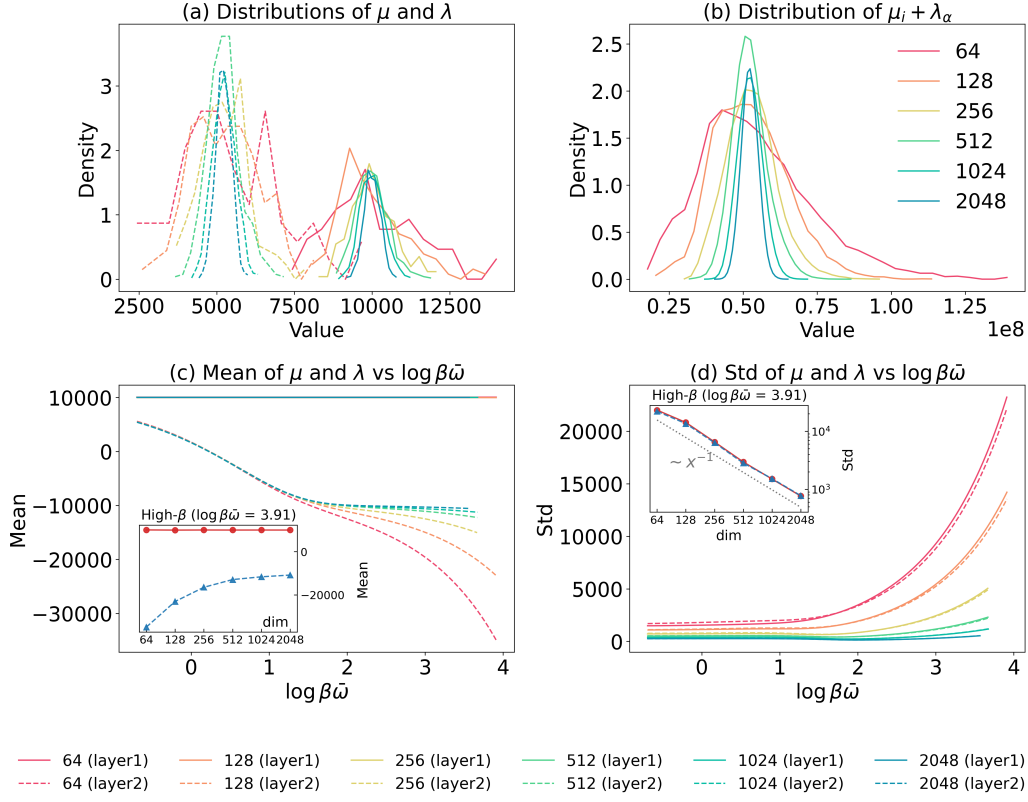 (a) Distributions of μ and λ
Density
3
2
1
0
2500 5000 7500 10000 12500
Value
(b) Distribution of μᵢ + λ_α
Density
2.5
2.0
1.5
1.0
0.5
0.0
64
128
256
512
1024
2048
0.25 0.50 0.75 1.00 1.25
Value
1e8
(c) Mean of μ and λ vs log βω̄
Mean
10000
0
−10000
−20000
−30000
High-β (log βω̄ = 3.91)
0
−20000
Mean
dim
64 128 256 512 1024 2048
0 1 2 3 4
log βω̄
(d) Std of μ and λ vs log βω̄
Std
20000
15000
10000
5000
0
High-β (log βω̄ = 3.91)
10⁴
10³
Std
~ x⁻¹
64 128 256 512 1024 2048
dim
0 1 2 3 4
log βω̄
64 (layer1) 128 (layer1) 256 (layer1) 512 (layer1) 1024 (layer1) 2048 (layer1)
64 (layer2) 128 (layer2) 256 (layer2) 512 (layer2) 1024 (layer2) 2048 (layer2)